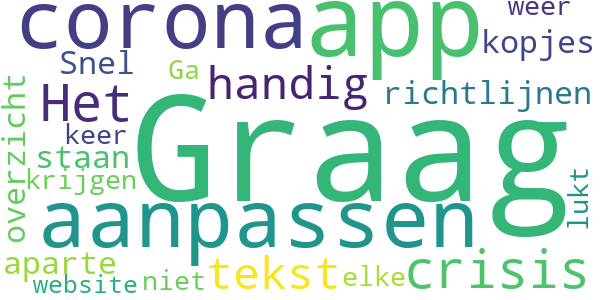 corona app weer
Snel Ga kopjes
Het handig richtlijnen
keer Graag
overzicht
staan
krijgen
aanpassen lukt
aparte tekst crisis
website niet elke